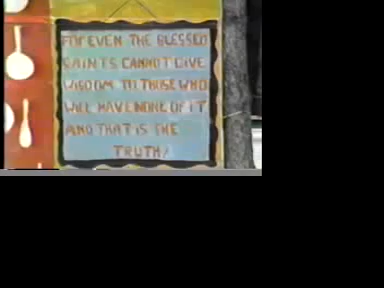 FOR EVEN THE BLESSED
SAINTS CANNOT GIVE
WISDOM TO THOSE WHO
WILL HAVE NONE OF IT
AND THAT IS THE
TRUTH!